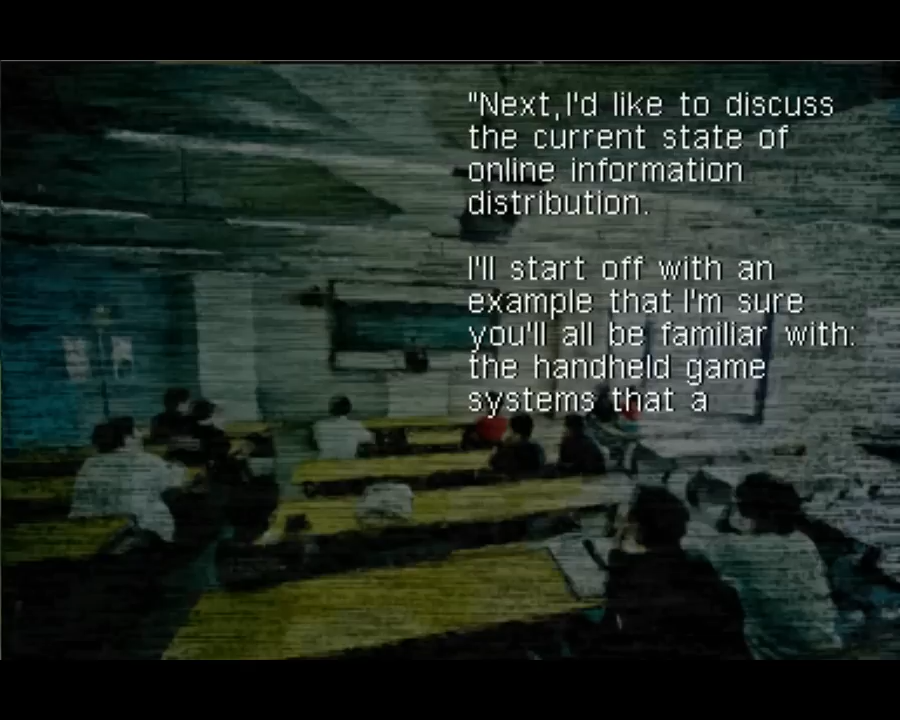 "Next,I'd like to discuss
the current state of
online information
distribution.
I'll start off with an
example that I'm sure
you'll all be familiar with:
the handheld game
systems that a